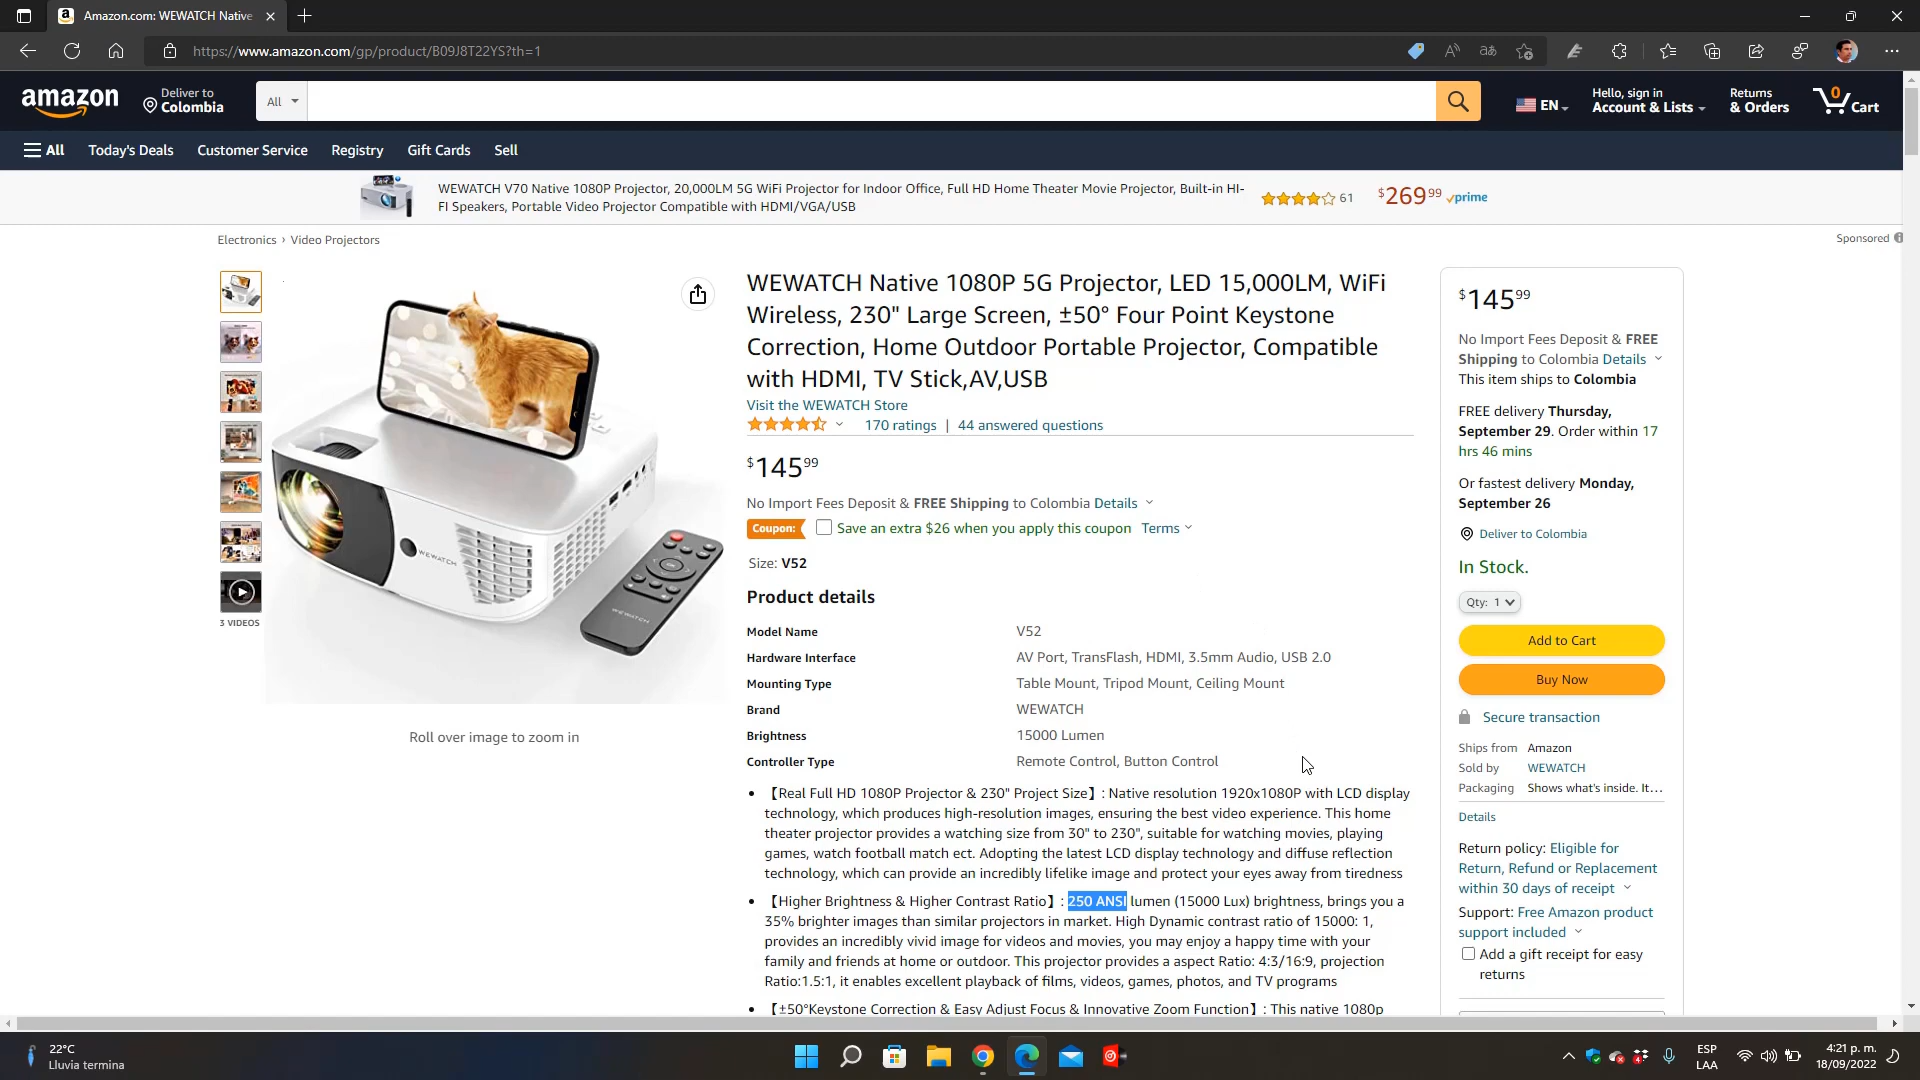 Amazon.com: WEWATCH Native
https://www.amazon.com/gp/product/B09J8T22YS?th=1
amazon
Deliver to
Colombia
All
EN
Hello, sign in
Account & Lists
Returns
& Orders
0
Cart
All
Today's Deals
Customer Service
Registry
Gift Cards
Sell
WEWATCH V70 Native 1080P Projector, 20,000LM 5G WiFi Projector for Indoor Office, Full HD Home Theater Movie Projector, Built-in HI-
FI Speakers, Portable Video Projector Compatible with HDMI/VGA/USB
61
$269 99 prime
Electronics › Video Projectors
Sponsored
WEWATCH Native 1080P 5G Projector, LED 15,000LM, WiFi
Wireless, 230" Large Screen, ±50° Four Point Keystone
Correction, Home Outdoor Portable Projector, Compatible
with HDMI, TV Stick,AV,USB
Visit the WEWATCH Store
170 ratings | 44 answered questions
$145 99
No Import Fees Deposit & FREE Shipping to Colombia Details
Coupon: Save an extra $26 when you apply this coupon Terms
Size: V52
Product details
Model Name V52
Hardware Interface AV Port, TransFlash, HDMI, 3.5mm Audio, USB 2.0
Mounting Type Table Mount, Tripod Mount, Ceiling Mount
Brand WEWATCH
Brightness 15000 Lumen
Controller Type Remote Control, Button Control
• 【Real Full HD 1080P Projector & 230" Project Size】: Native resolution 1920x1080P with LCD display
technology, which produces high-resolution images, ensuring the best video experience. This home
theater projector provides a watching size from 30" to 230", suitable for watching movies, playing
games, watch football match ect. Adopting the latest LCD display technology and diffuse reflection
technology, which can provide an incredibly lifelike image and protect your eyes away from tiredness
• 【Higher Brightness & Higher Contrast Ratio】: 250 ANSI lumen (15000 Lux) brightness, brings you a
35% brighter images than similar projectors in market. High Dynamic contrast ratio of 15000: 1,
provides an incredibly vivid image for videos and movies, you may enjoy a happy time with your
family and friends at home or outdoor. This projector provides a aspect Ratio: 4:3/16:9, projection
Ratio:1.5:1, it enables excellent playback of films, videos, games, photos, and TV programs
• 【±50°Keystone Correction & Easy Adjust Focus & Innovative Zoom Function】: This native 1080p
WEWATCH
WEWATCH
3 VIDEOS
Roll over image to zoom in
$145 99
No Import Fees Deposit & FREE
Shipping to Colombia Details
This item ships to Colombia
FREE delivery Thursday,
September 29. Order within 17
hrs 46 mins
Or fastest delivery Monday,
September 26
Deliver to Colombia
In Stock.
Qty: 1
Add to Cart
Buy Now
Secure transaction
Ships from Amazon
Sold by WEWATCH
Packaging Shows what's inside. It…
Details
Return policy: Eligible for
Return, Refund or Replacement
within 30 days of receipt
Support: Free Amazon product
support included
Add a gift receipt for easy
returns
22°C
Lluvia termina
ESP
LAA
4:21 p. m.
18/09/2022